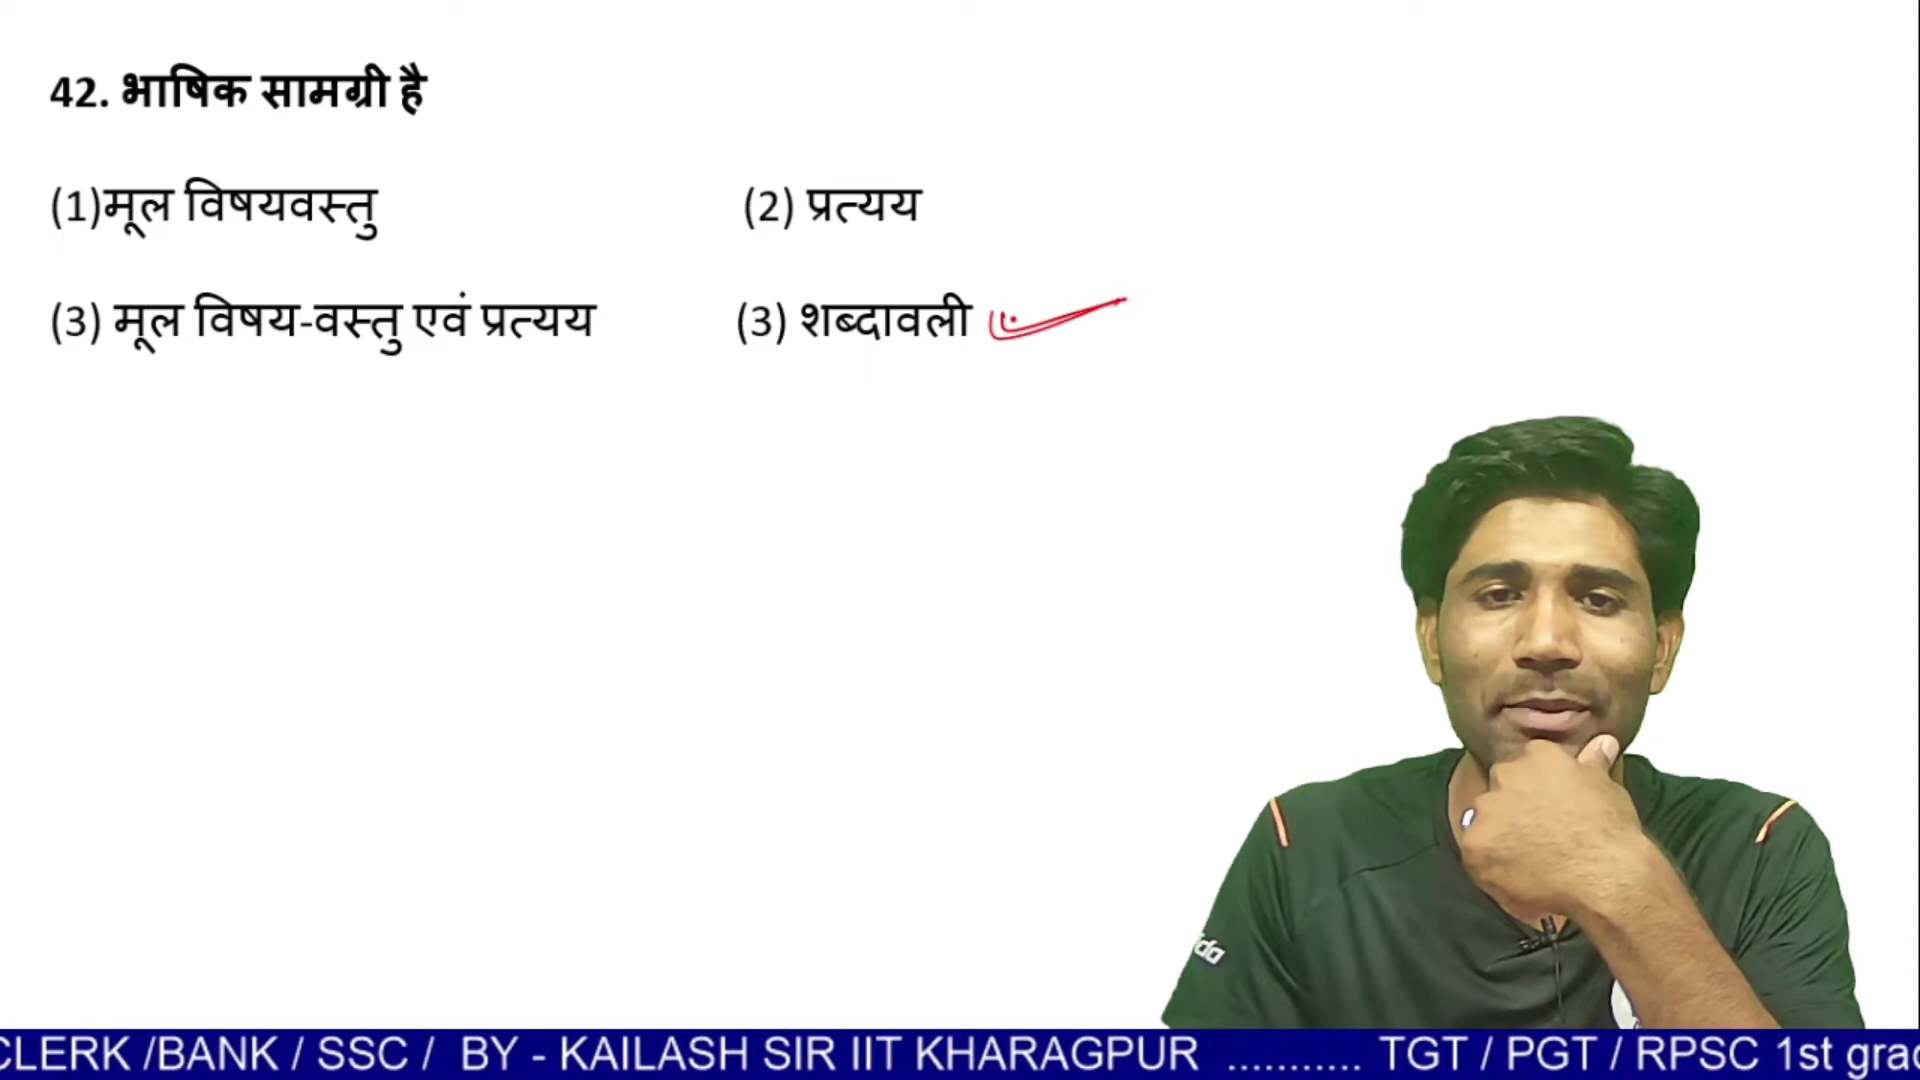 42. भाषिक सामग्री है
(1)मूल विषयवस्तु (2) प्रत्यय
(3) मूल विषय-वस्तु एवं प्रत्यय (3) शब्दावली
CLERK /BANK / SSC / BY - KAILASH SIR IIT KHARAGPUR ........... TGT / PGT / RPSC 1st grad